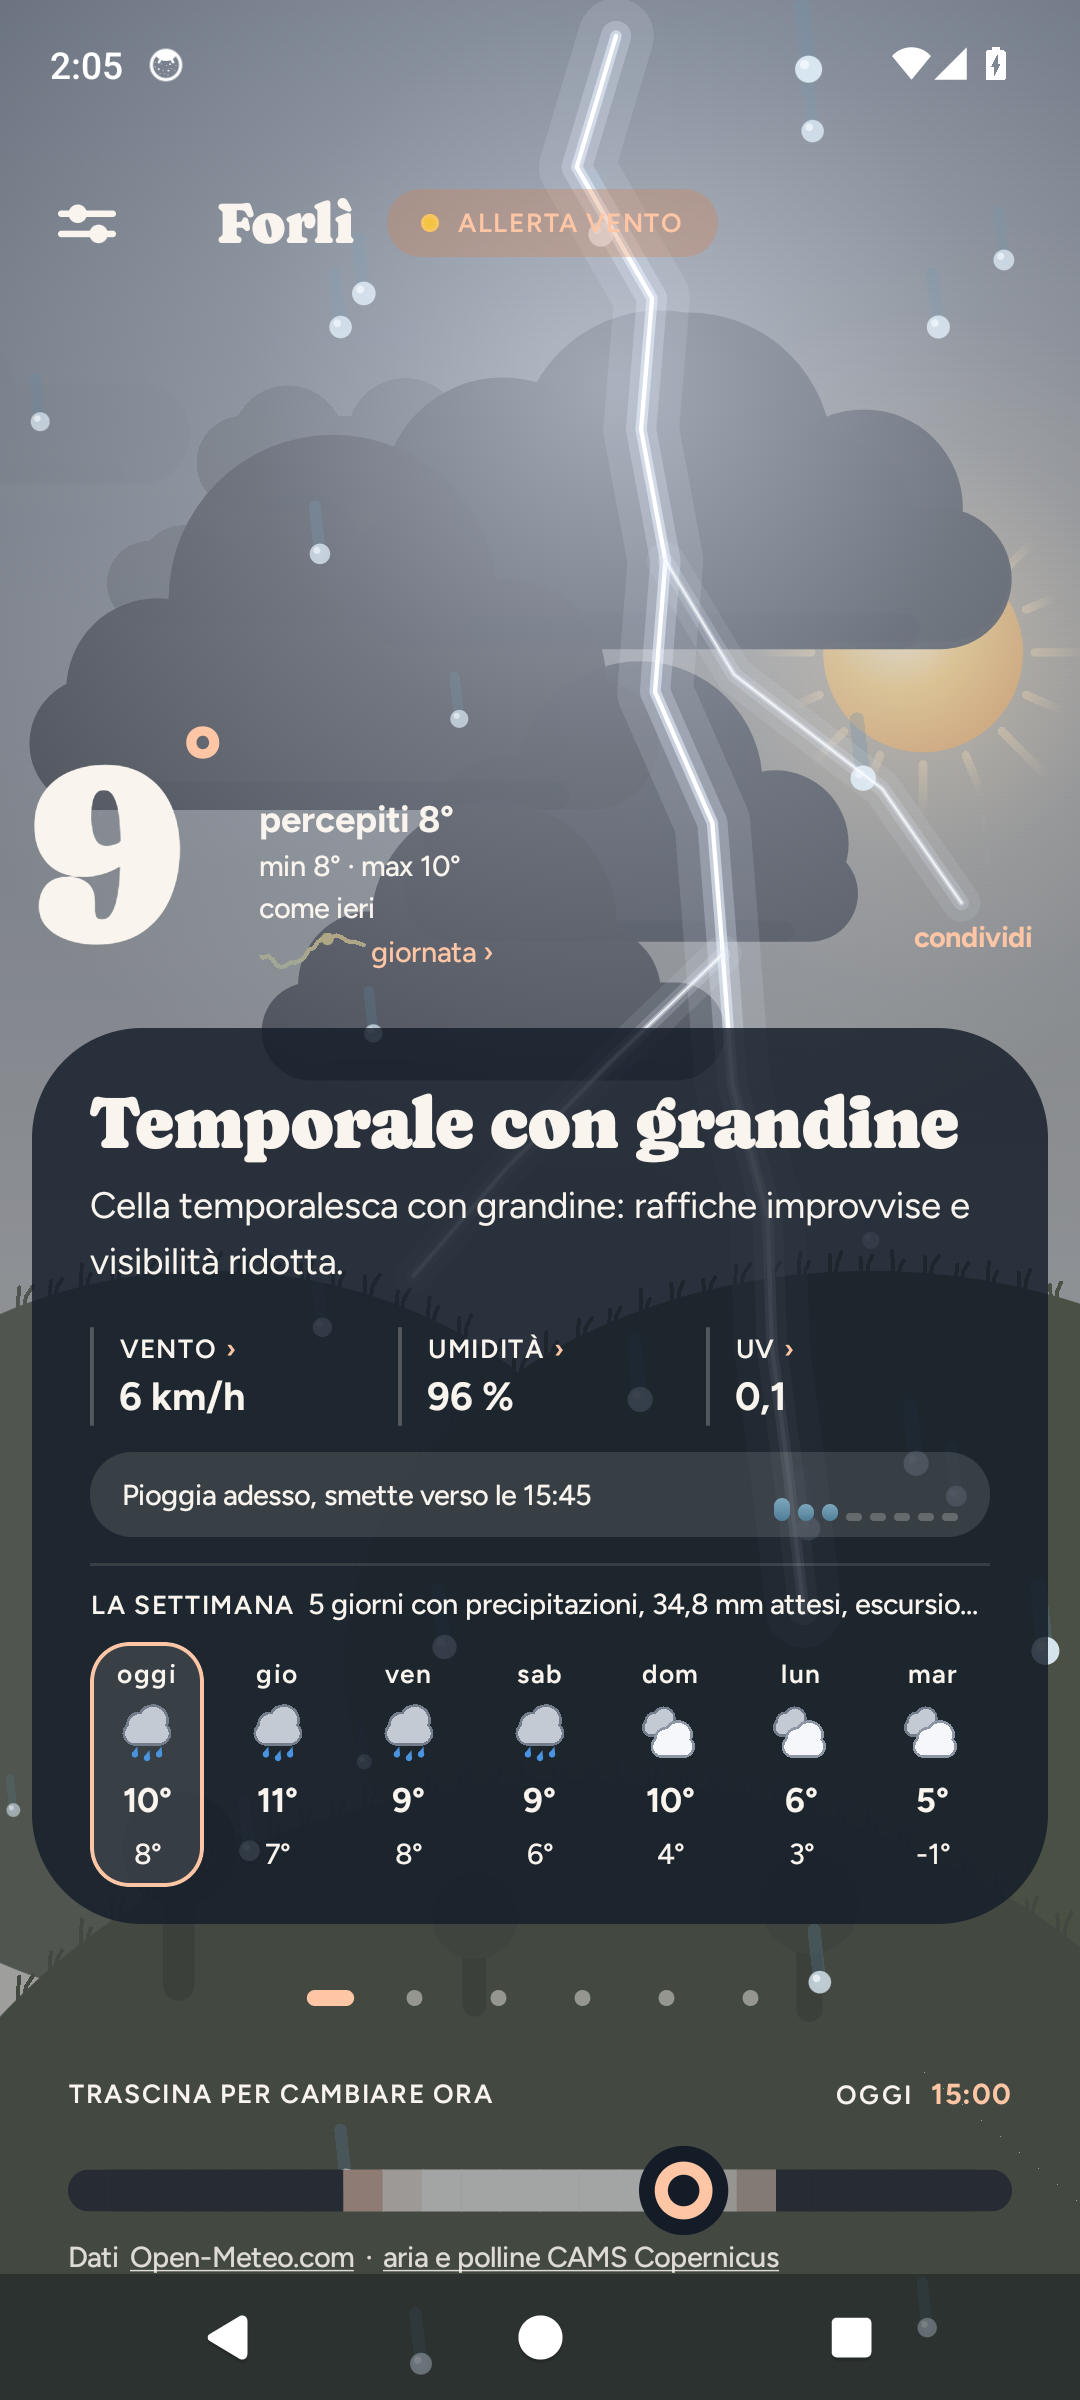 2:05
Forlì
ALLERTA VENTO
9
percepiti 8°
min 8° · max 10°
come ieri
giornata ›
condividi
Temporale con grandine
Cella temporalesca con grandine: raffiche improvvise e
visibilità ridotta.
VENTO › UMIDITÀ › UV ›
6 km/h 96 % 0,1
Pioggia adesso, smette verso le 15:45
LA SETTIMANA 5 giorni con precipitazioni, 34,8 mm attesi, escursio...
oggi gio ven sab dom lun mar
10° 11° 9° 9° 10° 6° 5°
8° 7° 8° 6° 4° 3° -1°
TRASCINA PER CAMBIARE ORA OGGI 15:00
Dati Open-Meteo.com · aria e polline CAMS Copernicus